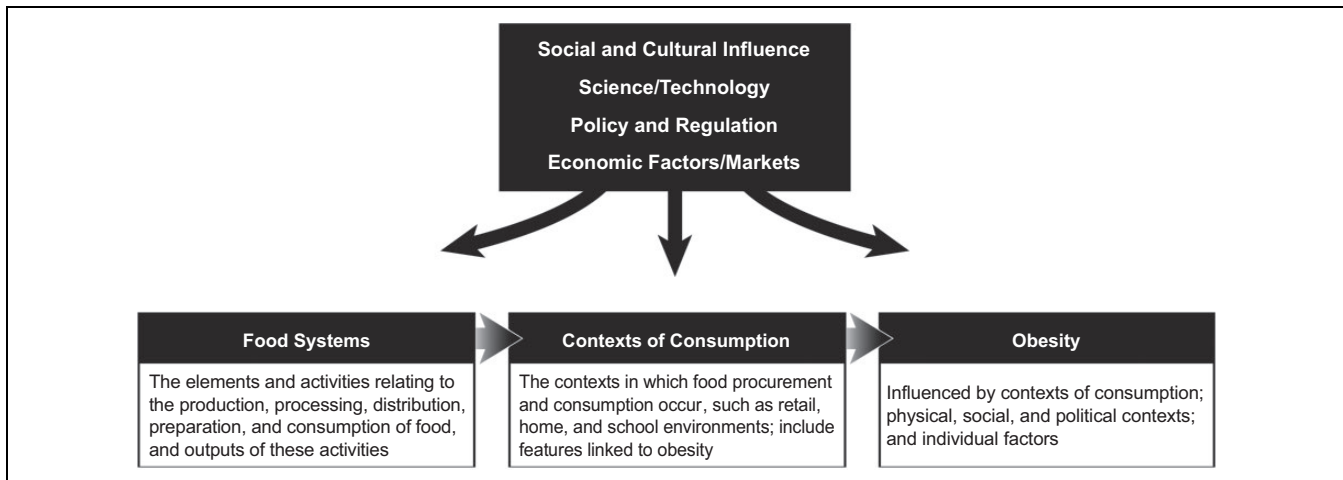 Social and Cultural Influence
Science/Technology
Policy and Regulation
Economic Factors/Markets
Food Systems
The elements and activities relating to
the production, processing, distribution,
preparation, and consumption of food,
and outputs of these activities
Contexts of Consumption
The contexts in which food procurement
and consumption occur, such as retail,
home, and school environments; include
features linked to obesity
Obesity
Influenced by contexts of consumption;
physical, social, and political contexts;
and individual factors